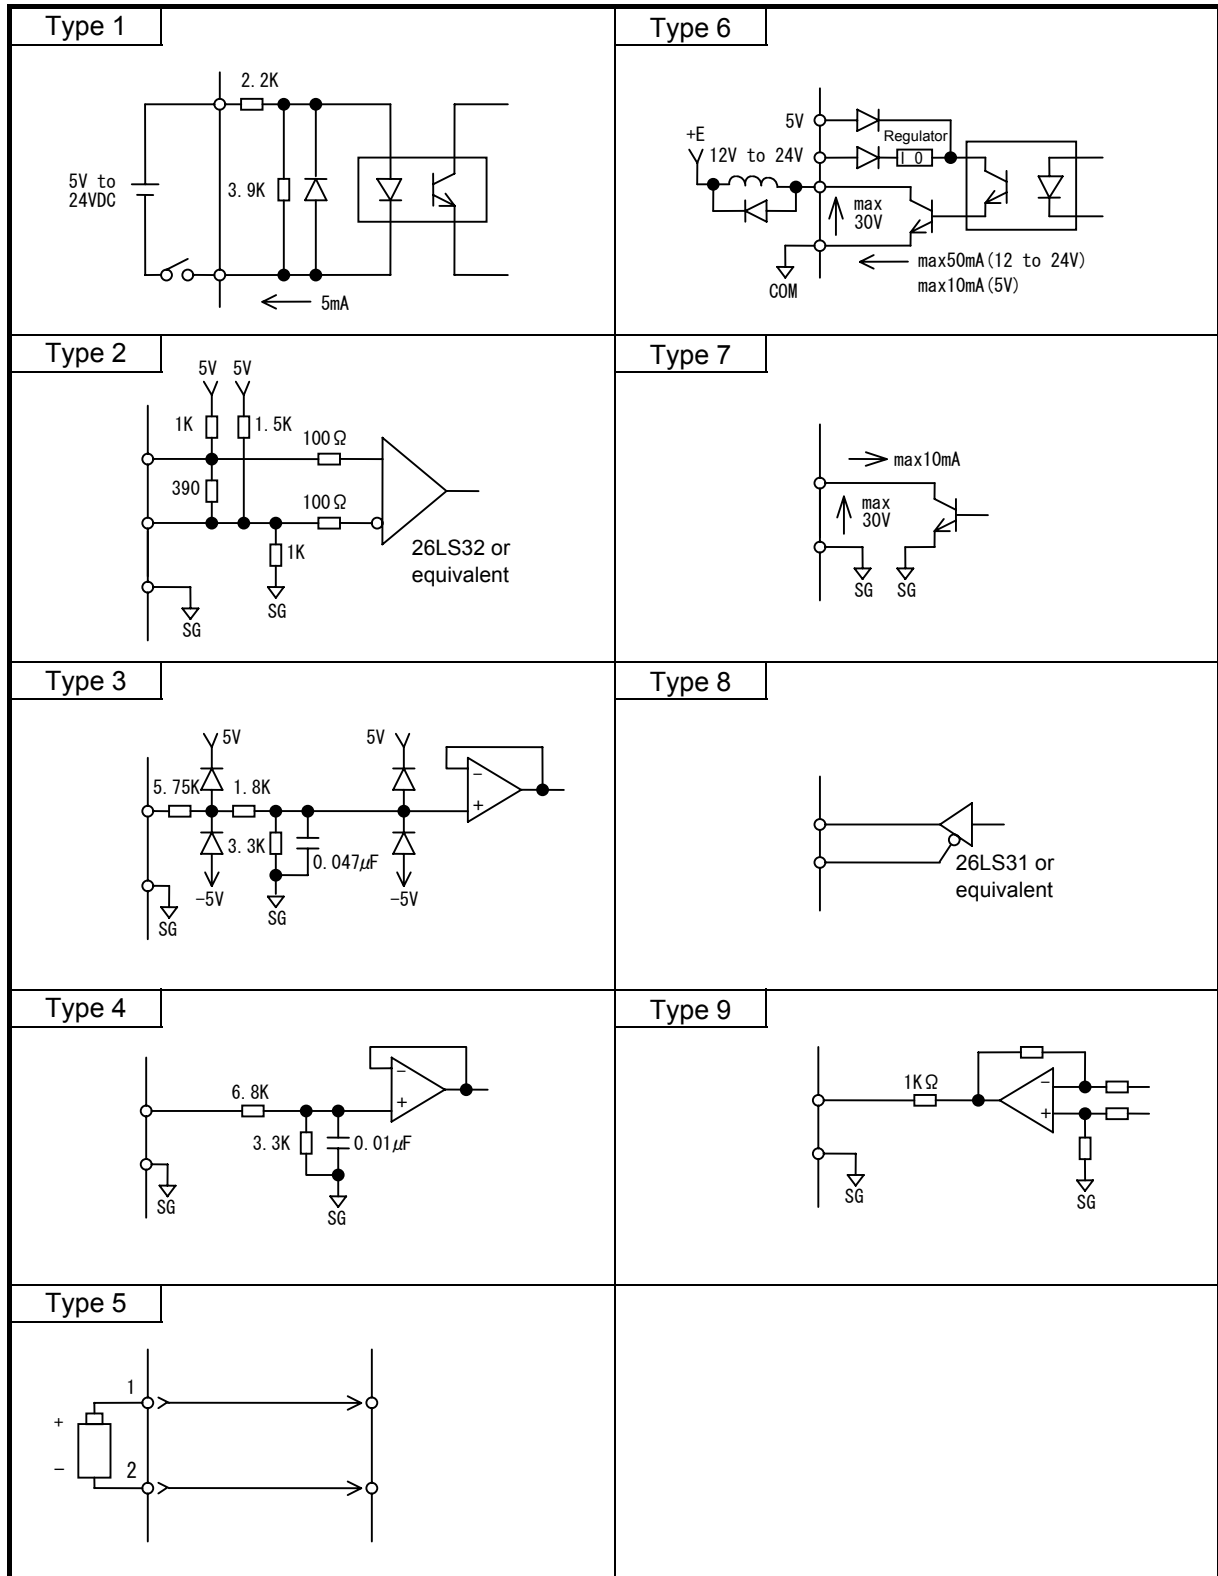 Type 1
2.2K
5V to
24VDC
3.9K
5mA
Type 6
5V
+E
Regulator
12V to 24V
I O
max
30V
max50mA(12 to 24V)
max10mA(5V)
COM
Type 2
5V 5V
1K
1.5K
100Ω
390
100Ω
1K
26LS32 or
equivalent
SG
SG
Type 7
max10mA
max
30V
SG SG
Type 3
5V
5V
5.75K
1.8K
-
+
3.3K
0.047μF
-5V
-5V
SG
SG
Type 8
26LS31 or
equivalent
Type 4
-
6.8K
+
3.3K
0.01μF
SG
SG
Type 9
1KΩ
-
+
SG
SG
Type 5
1
+
-
2